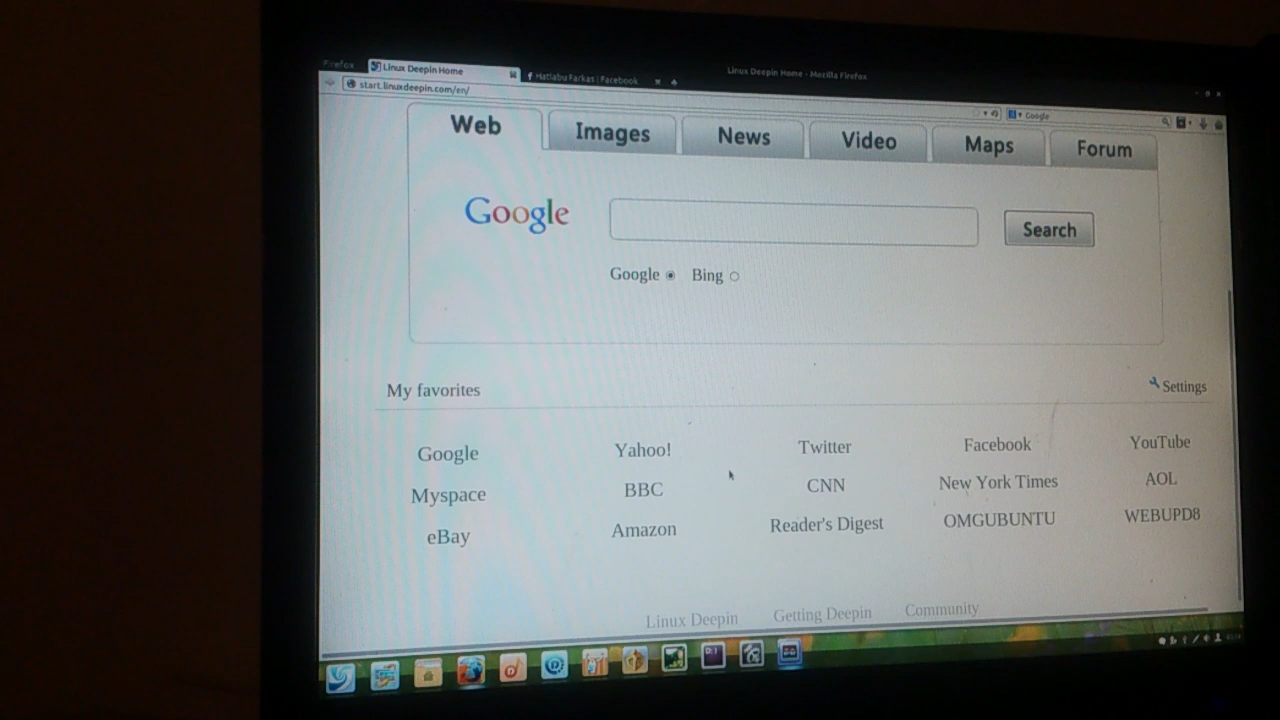 Firefox Linux Deepin Home Hatlabu Farkas | Facebook Linux Deepin Home - Mozilla Firefox
start.linuxdeepin.com/en/ Google
Web Images News Video Maps Forum
Google Search
Google Bing
My favorites Settings
Google Yahoo! Twitter Facebook YouTube
Myspace BBC CNN New York Times AOL
eBay Amazon Reader's Digest OMGUBUNTU WEBUPD8
Linux Deepin Getting Deepin Community